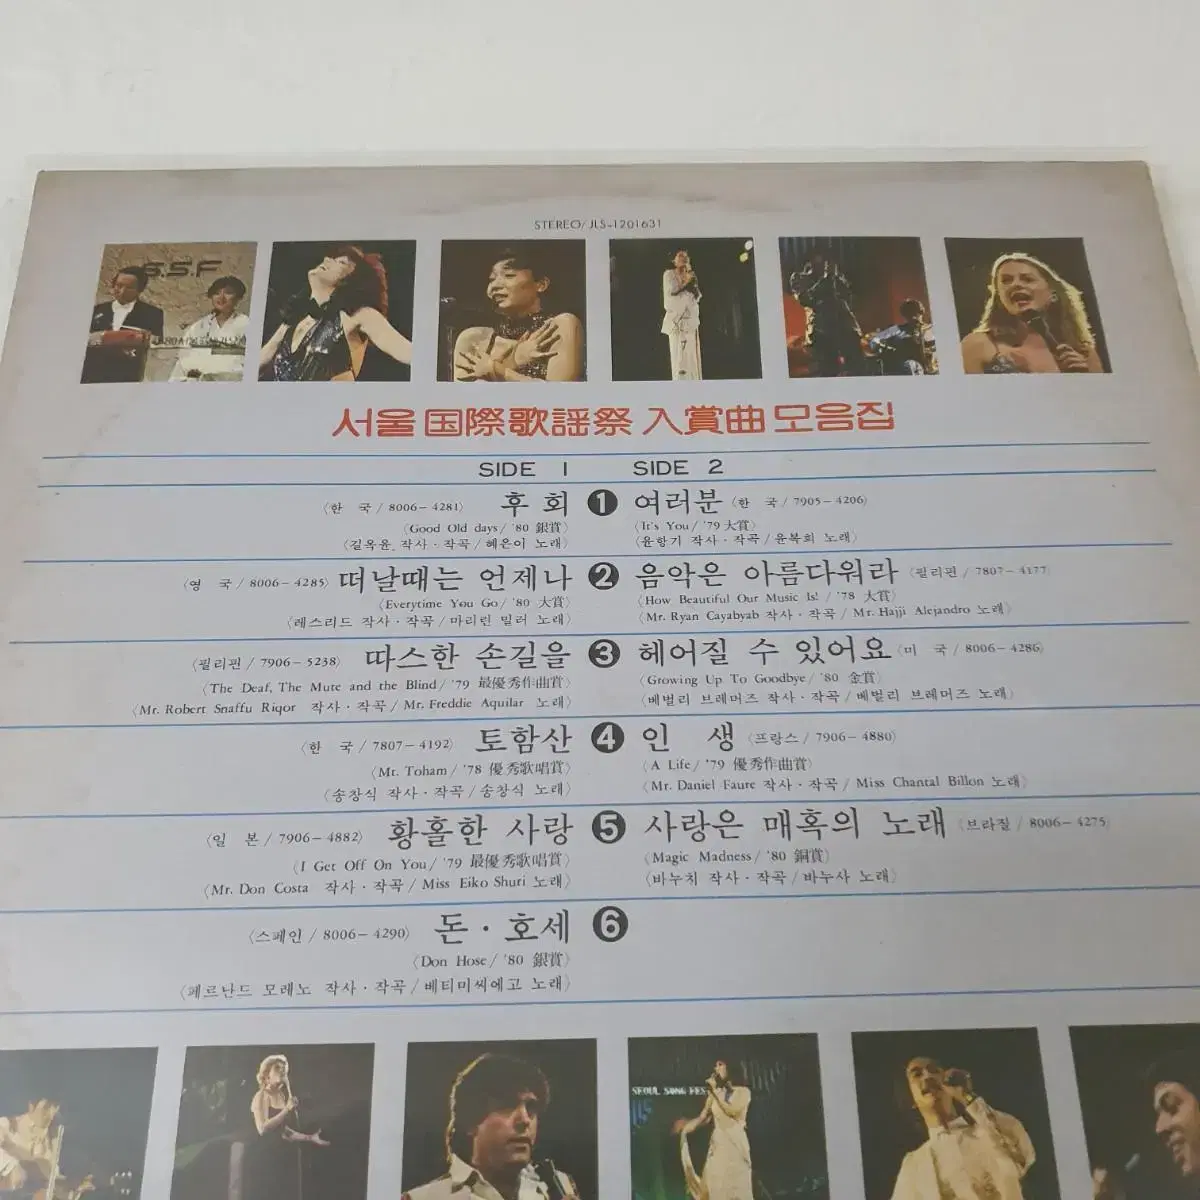 STEREO/JLS-1201631
S.S.F
서울 国際歌謡祭 入賞曲 모음집
SIDE 1 SIDE 2
〈한 국/8006-4281〉 후 회 ❶ 여러분 〈한 국/7905-4206〉
〈Good Old days/'80 銀賞〉 〈It's You/'79 大賞〉
〈길옥윤 작사·작곡/혜은이 노래〉 〈윤항기 작사·작곡/윤복희 노래〉
〈영 국/8006-4285〉 떠날때는 언제나 ❷ 음악은 아름다워라 〈필리핀/7807-4177〉
〈Everytime You Go/'80 大賞〉 〈How Beautiful Our Music Is!/'78 大賞〉
〈레스리드 작사·작곡/마리린 밀러 노래〉 〈Mr. Ryan Cayabyab 작사·작곡/Mr. Hajji Alejandro 노래〉
〈필리핀/7906-5238〉 따스한 손길을 ❸ 헤어질 수 있어요 〈미 국/8006-4286〉
〈The Deaf, The Mute and the Blind/'79 最優秀作曲賞〉 〈Growing Up To Goodbye/'80 金賞〉
〈Mr. Robert Snaffu Riqor 작사·작곡/Mr. Freddie Aquilar 노래〉 〈베벌리 브레머즈 작사·작곡/베벌리 브레머즈 노래〉
〈한 국/7807-4192〉 토함산 ❹ 인 생 〈프랑스/7906-4880〉
〈Mr. Toham/'78 優秀歌唱賞〉 〈A Life/'79 優秀作曲賞〉
〈송창식 작사·작곡/송창식 노래〉 〈Mr. Daniel Faure 작사·작곡/Miss Chantal Billon 노래〉
〈일 본/7906-4882〉 황홀한 사랑 ❺ 사랑은 매혹의 노래 〈브라질/8006-4275〉
〈I Get Off On You/'79 最優秀歌唱賞〉 〈Magic Madness/'80 銅賞〉
〈Mr. Don Costa 작사·작곡/Miss Eiko Shuri 노래〉 〈바누치 작사·작곡/바누사 노래〉
〈스페인/8006-4290〉 돈·호세 ❻
〈Don Hose/'80 銀賞〉
〈페르난드 모레노 작사·작곡/베티미씨에고 노래〉
SEOUL SONG FES